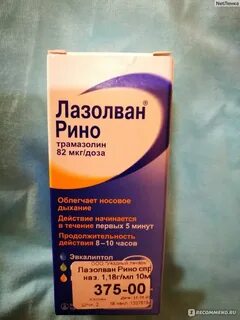 NetЛенка
Лазолван®
Рино
трамазолин
82 мкг/доза
Облегчает носовое
дыхание
Действие начинается
в течение первых 5 минут
Продолжительность
действия 8–10 часов
Эвкалиптол
Лазолван Рино спр
наз. 1,18г/мл 10м
375-00
IRECOMMEND.RU